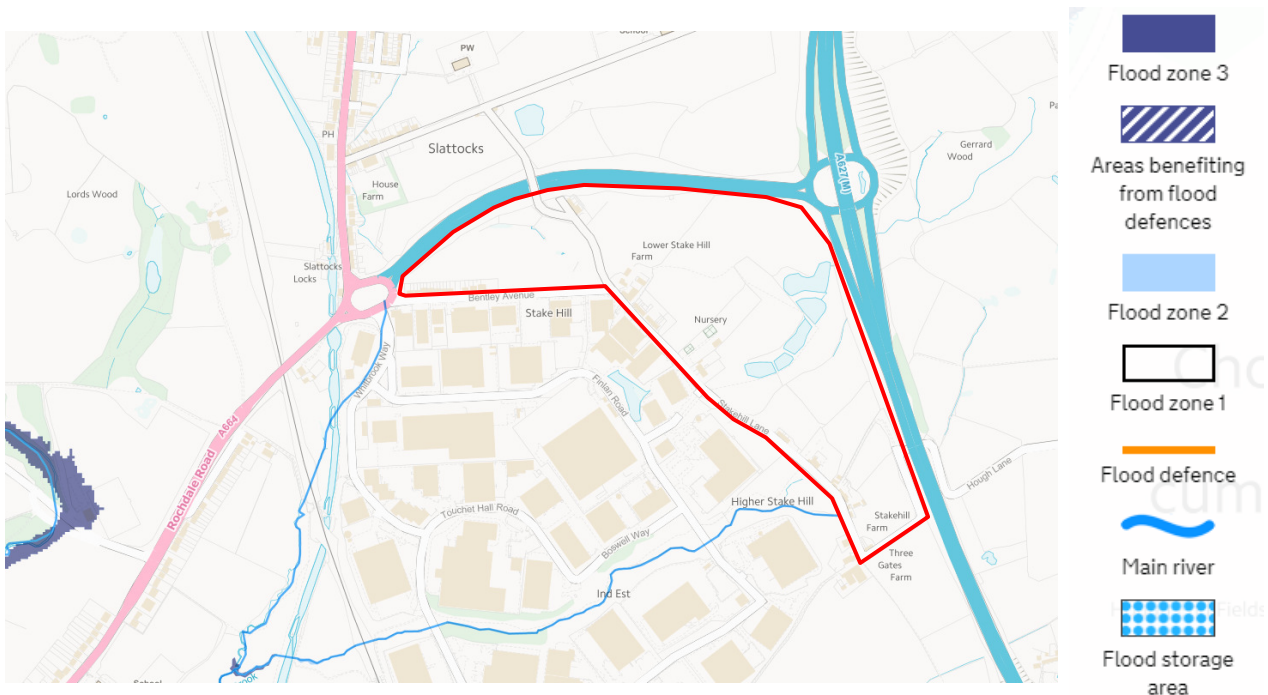 School
PW
PH
Slattocks
Lords Wood
House
Farm
Gerrard
Wood
A627(M)
Lower Stake Hill
Farm
Slattocks
Locks
Bentley Avenue
Stake Hill
Nursery
Whitbrook Way
Finlan Road
Stakehill Lane
Rochdale Road
A664
Hough Lane
Higher Stake Hill
Touchet Hall Road
Stakehill
Farm
Boswell Way
Three
Gates
Farm
Ind Est
School
Flood zone 3
Areas benefiting
from flood
defences
Flood zone 2
Flood zone 1
Flood defence
Main river
Fields
Flood storage
area